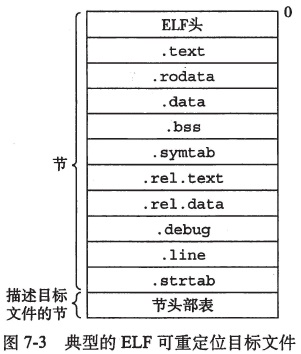 0
ELF头
.text
.rodata
.data
.bss
.symtab
节
.rel.text
.rel.data
.debug
.line
.strtab
描述目标
文件的节
节头部表
图 7-3 典型的 ELF 可重定位目标文件